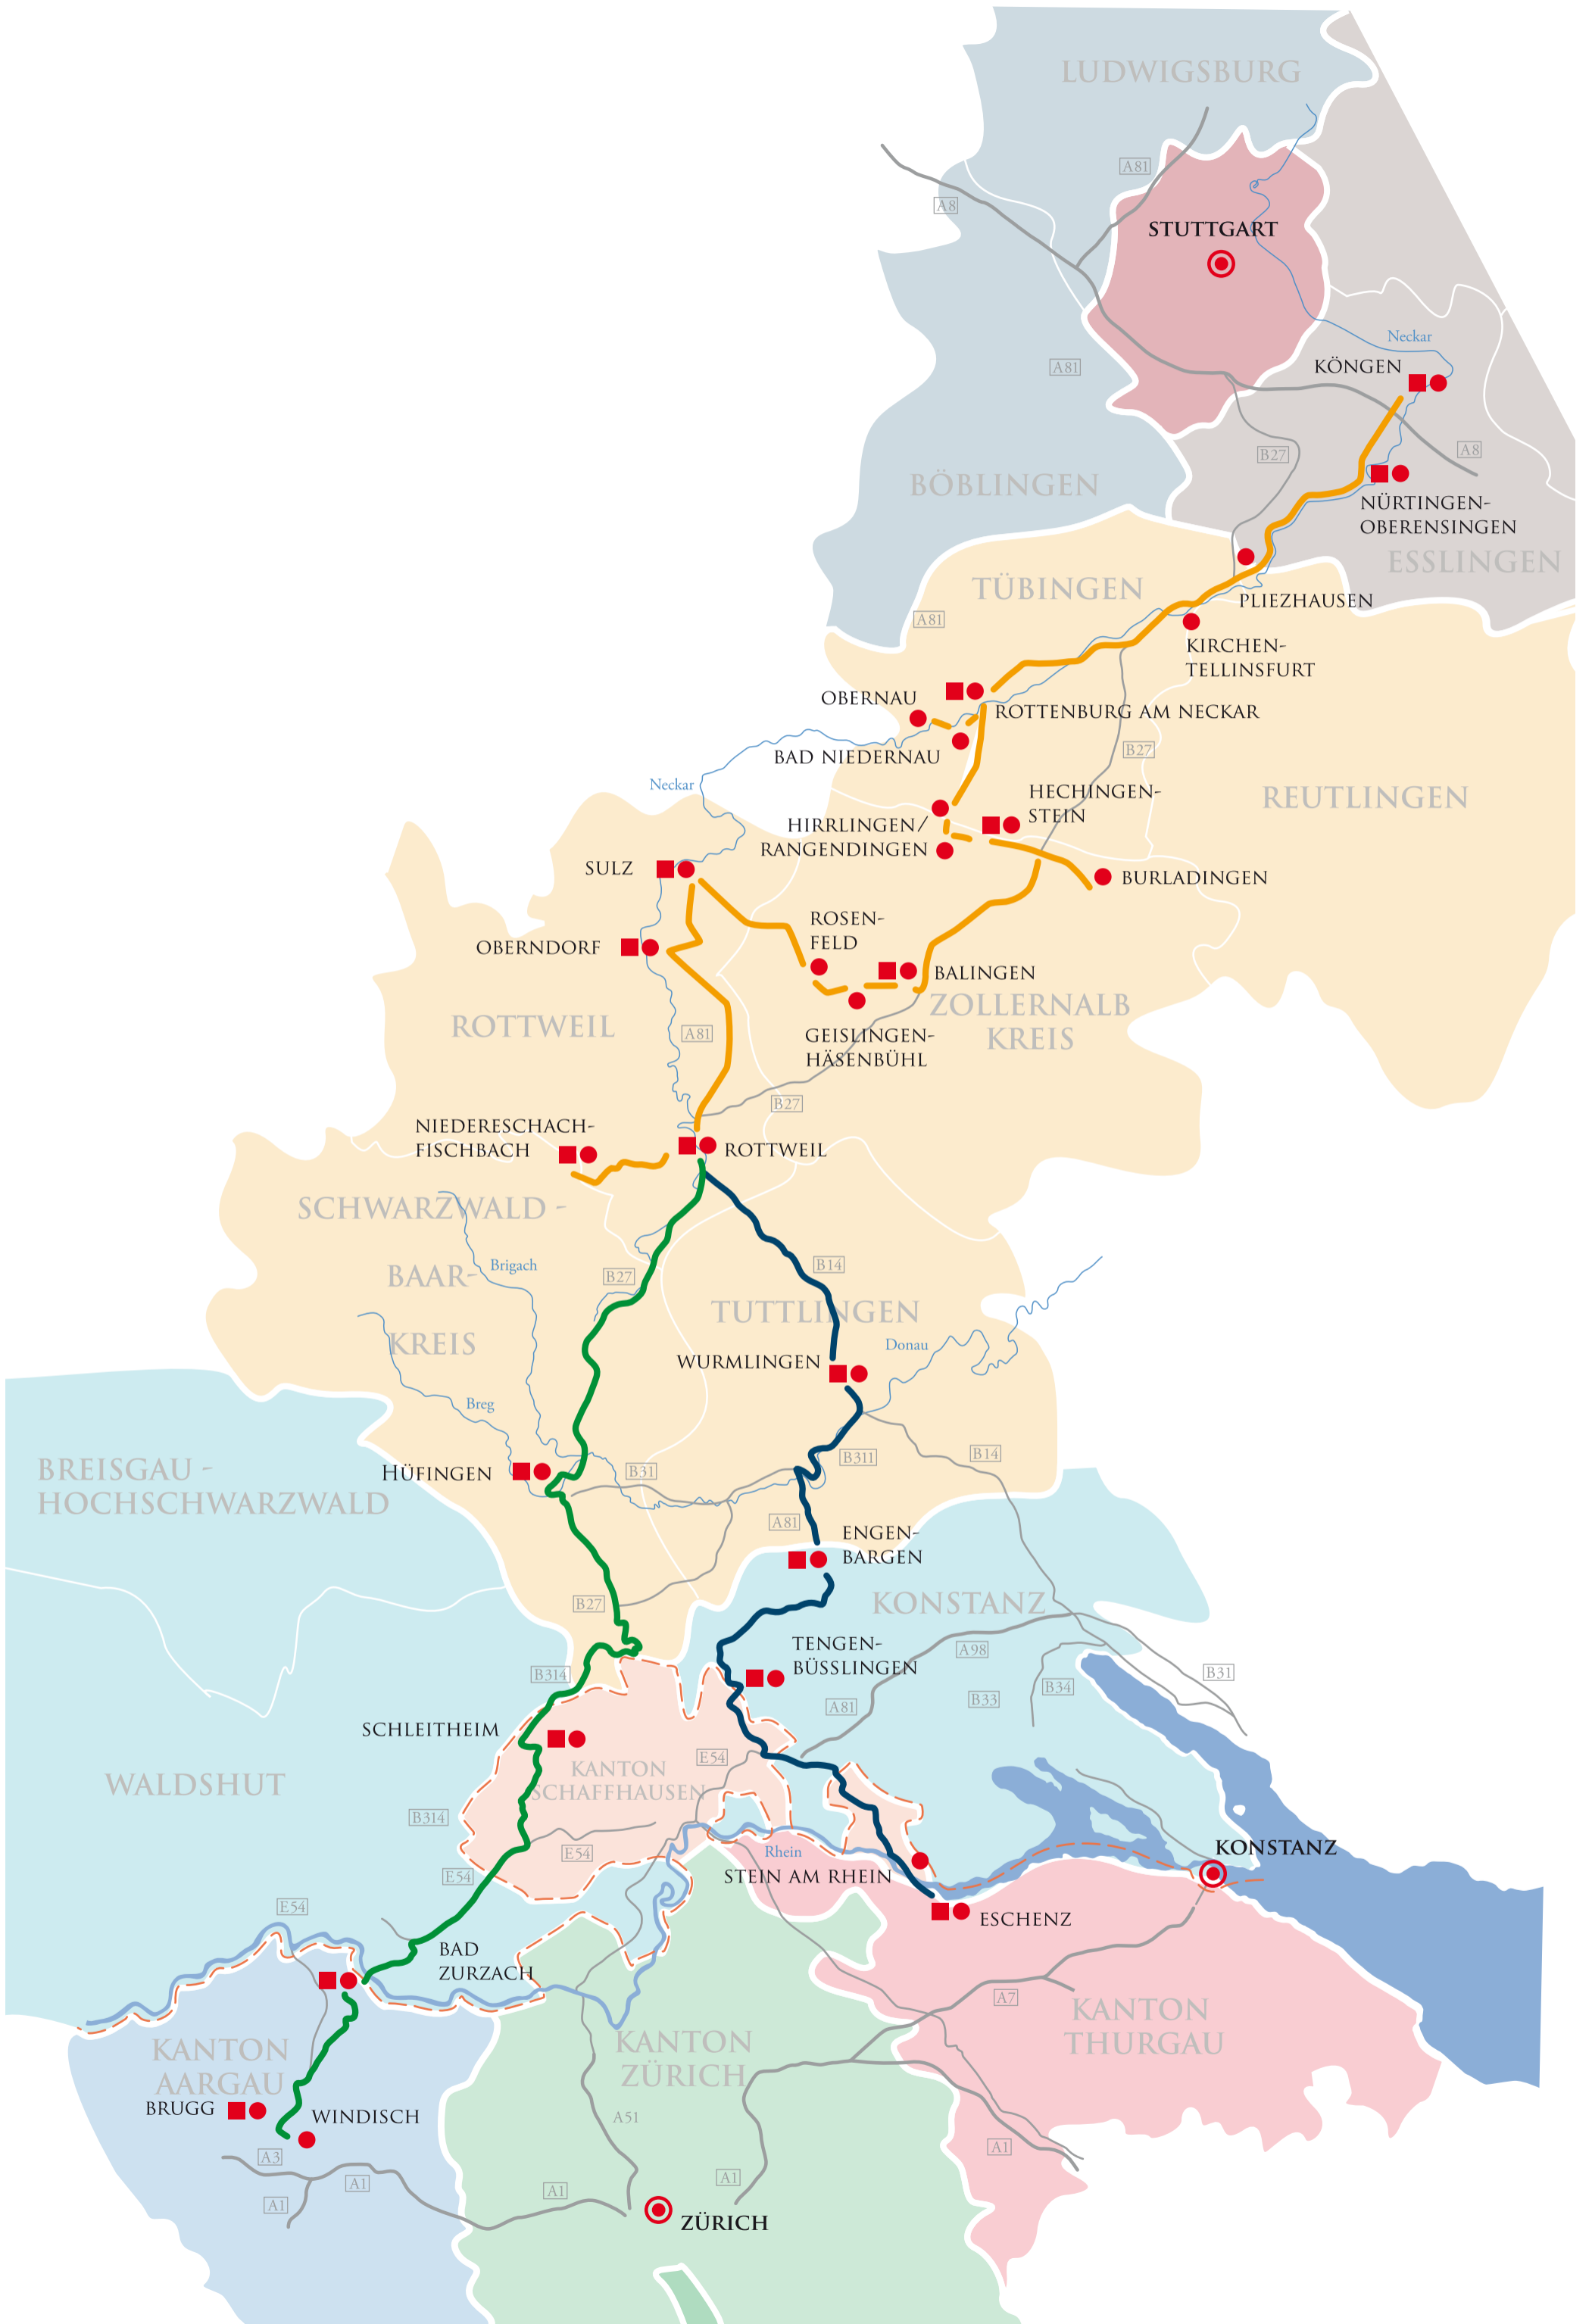 LUDWIGSBURG
A81
A8
STUTTGART
Neckar
KÖNGEN
A81
B27
A8
BÖBLINGEN
NÜRTINGEN-
OBERENSINGEN
ESSLINGEN
TÜBINGEN
PLIEZHAUSEN
A81
KIRCHEN-
TELLINSFURT
OBERNAU
ROTTENBURG AM NECKAR
BAD NIEDERNAU
B27
Neckar
HECHINGEN-
STEIN
REUTLINGEN
HIRRLINGEN/
RANGENDINGEN
SULZ
BURLADINGEN
ROSEN-
FELD
OBERNDORF
BALINGEN
ZOLLERNALB
KREIS
ROTTWEIL
A81
GEISLINGEN-
HÄSENBÜHL
B27
NIEDERESCHACH-
FISCHBACH
ROTTWEIL
SCHWARZWALD -
BAAR-
KREIS
Brigach
B27
B14
TUTTLINGEN
Donau
WURMLINGEN
Breg
BREISGAU -
HOCHSCHWARZWALD
HÜFINGEN
B31
B311
B14
A81
ENGEN-
BARGEN
B27
KONSTANZ
TENGEN-
BÜSSLINGEN
A98
B314
B31
B34
B33
A81
SCHLEITHEIM
E54
KANTON
SCHAFFHAUSEN
WALDSHUT
B314
E54
Rhein
KONSTANZ
E54
STEIN AM RHEIN
E54
ESCHENZ
BAD
ZURZACH
A7
KANTON
THURGAU
KANTON
AARGAU
KANTON
ZÜRICH
BRUGG
WINDISCH
A51
A3
A1
A1
A1
A1
A1
ZÜRICH